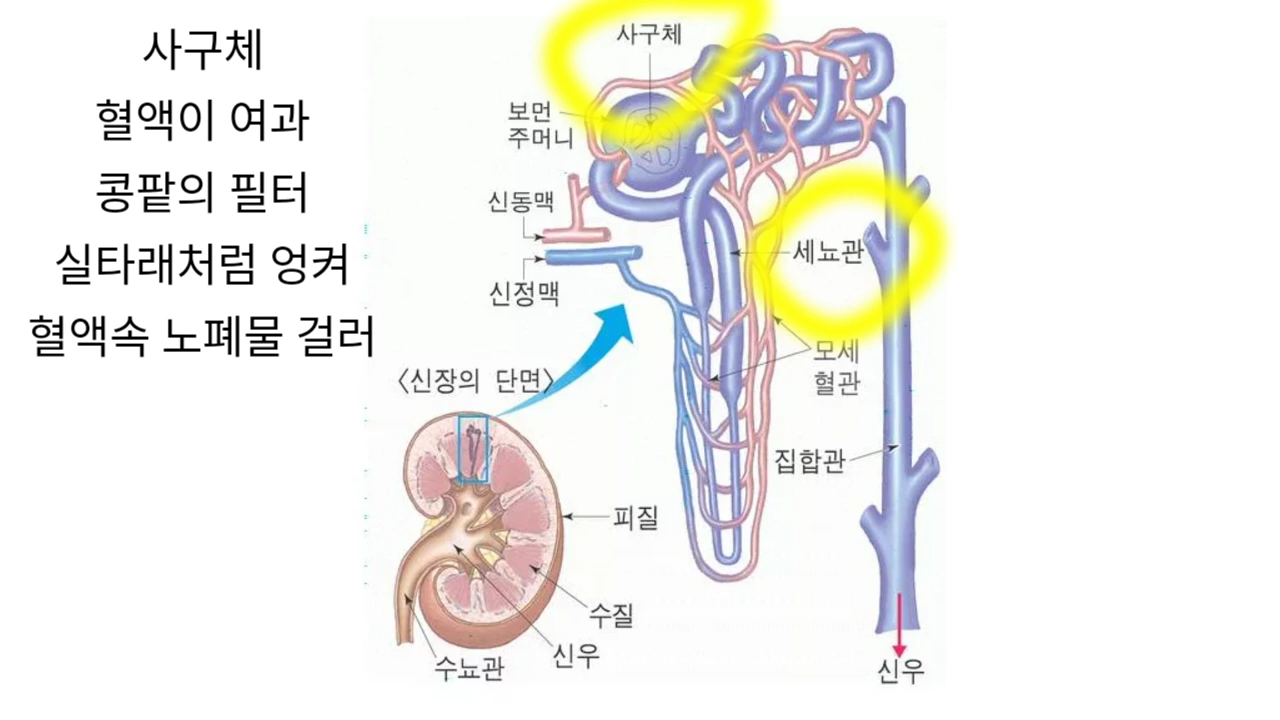 사구체
혈액이 여과
콩팥의 필터
실타래처럼 엉켜
혈액속 노폐물 걸러
사구체
보먼
주머니
신동맥
세뇨관
신정맥
모세
혈관
<신장의 단면>
집합관
피질
수질
신우
수뇨관
신우